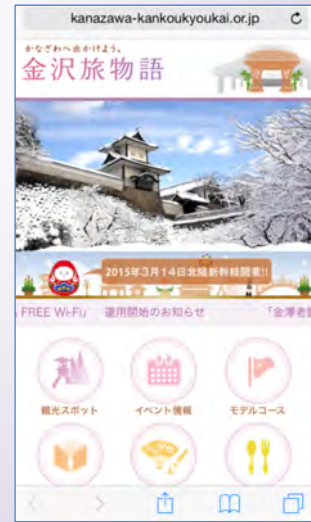 kanazawa-kankoukyoukai.or.jp
かなざわへ出かけよう。
金沢旅物語
2015年3月14日北陸新幹線開業!!
FREE Wi-Fi」 運用開始のお知らせ 「金澤老舗
観光スポット
イベント情報
モデルコース